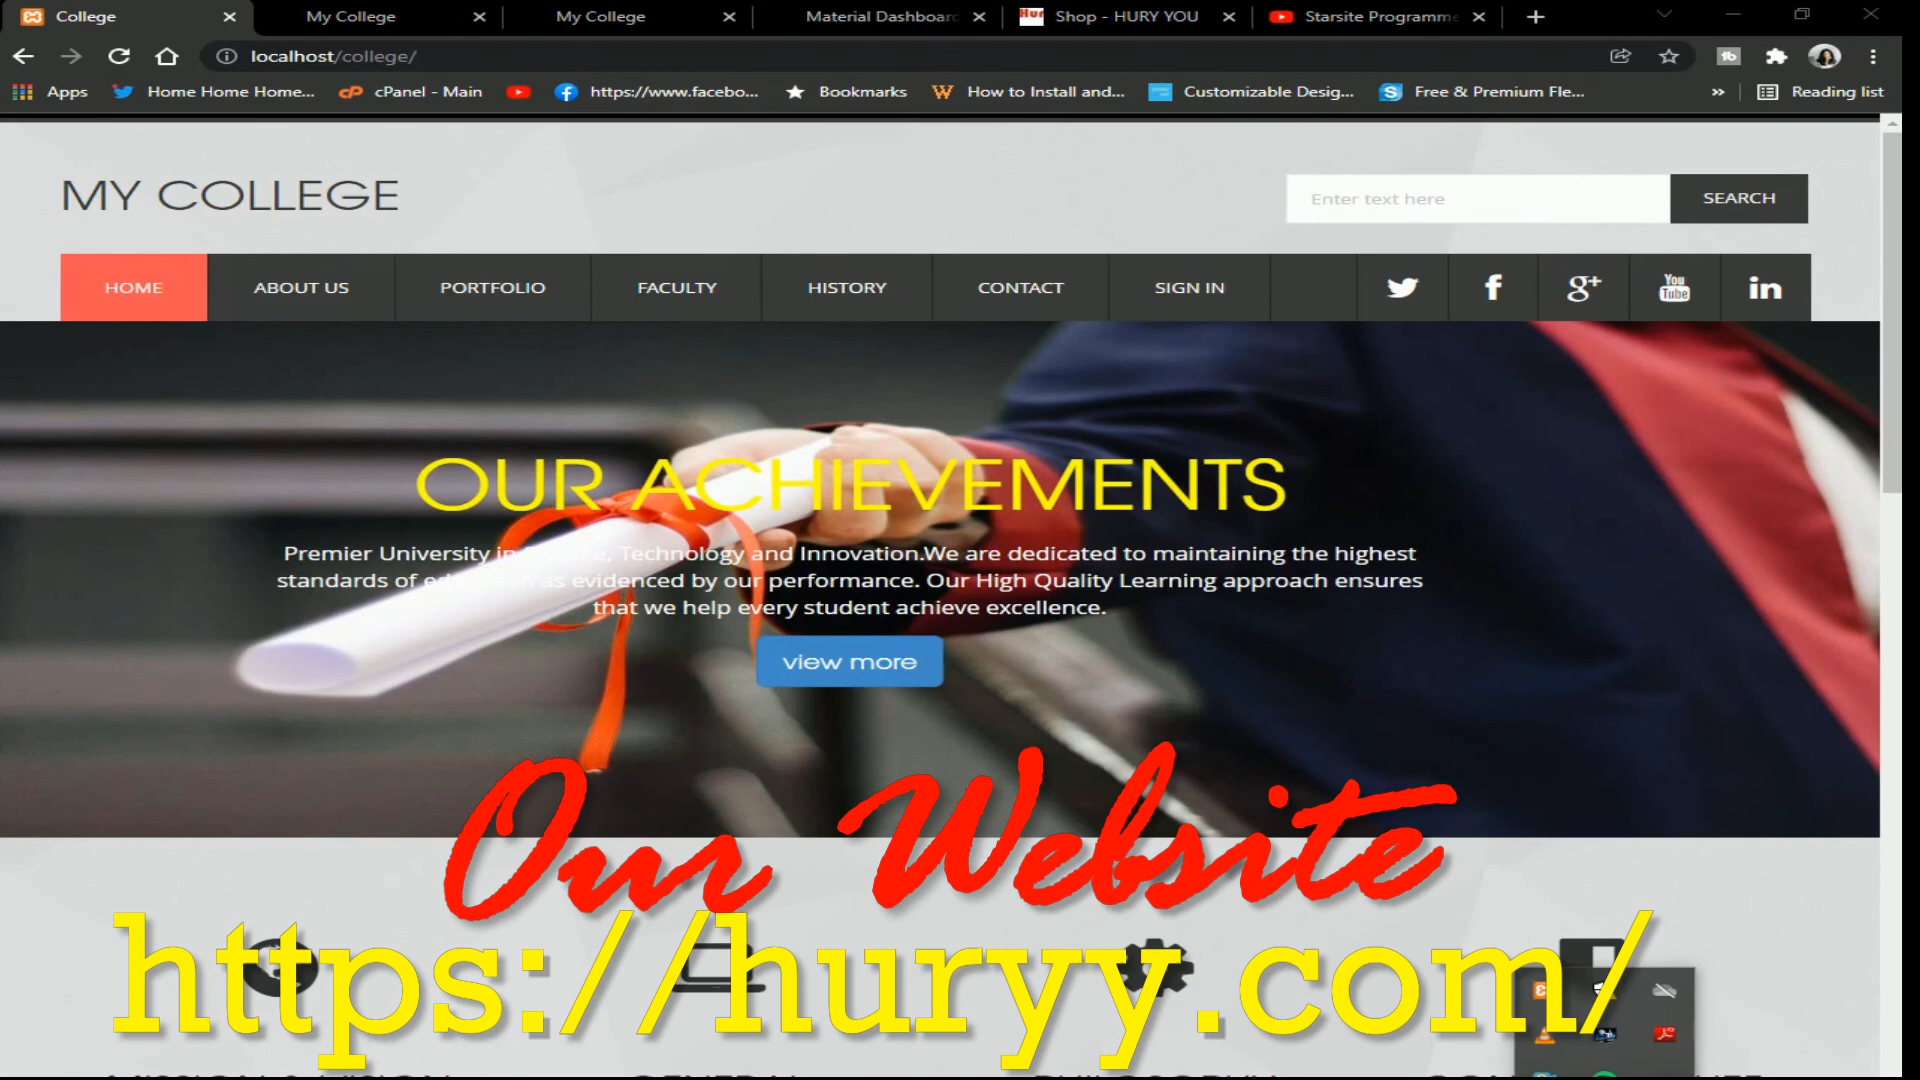 College
My College
My College
Material Dashboard
Shop - HURY YOU
Starsite Programme
localhost/college/
Apps
Home Home Home...
cPanel - Main
https://www.facebo...
Bookmarks
How to Install and...
Customizable Desig...
Free & Premium Fle...
Reading list
MY COLLEGE
Enter text here
SEARCH
HOME
ABOUT US
PORTFOLIO
FACULTY
HISTORY
CONTACT
SIGN IN
You
Tube
OUR ACHIEVEMENTS
Premier University in Technology and Innovation.We are dedicated to maintaining the highest
standards of as evidenced by our performance. Our High Quality Learning approach ensures
that we help every student achieve excellence.
view more
Our Website
https://huryy.com/